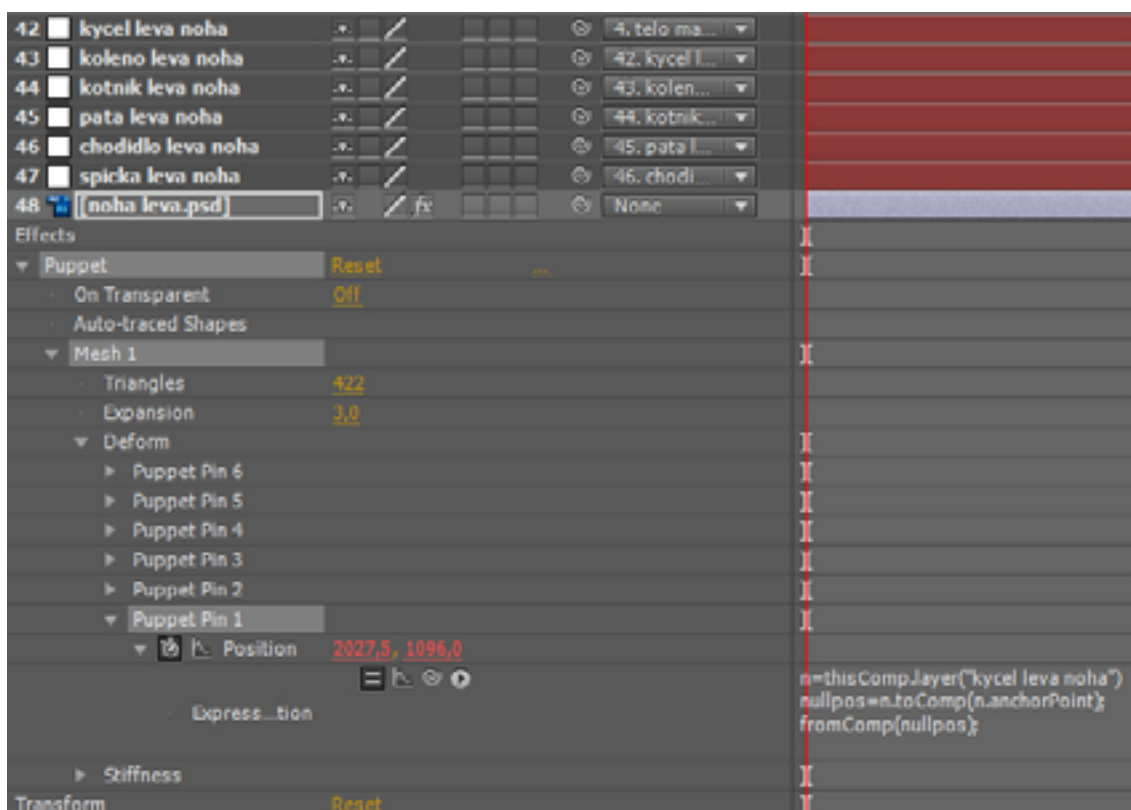 42 kycel leva noha 4. telo ma...
43 koleno leva noha 42. kycel l...
44 kotnik leva noha 43. kolen...
45 pata leva noha 44. kotnik...
46 chodidlo leva noha 45. pata l...
47 spicka leva noha 46. chodi...
48 [noha leva.psd] fx None
Effects
Puppet Reset ...
On Transparent Off
Auto-traced Shapes
Mesh 1
Triangles 422
Expansion 3,0
Deform
Puppet Pin 6
Puppet Pin 5
Puppet Pin 4
Puppet Pin 3
Puppet Pin 2
Puppet Pin 1
Position 2027,5, 1096,0
n=thisComp.layer("kycel leva noha")
nullpos=n.toComp(n.anchorPoint);
Express...tion
fromComp(nullpos);
Stiffness
Transform Reset